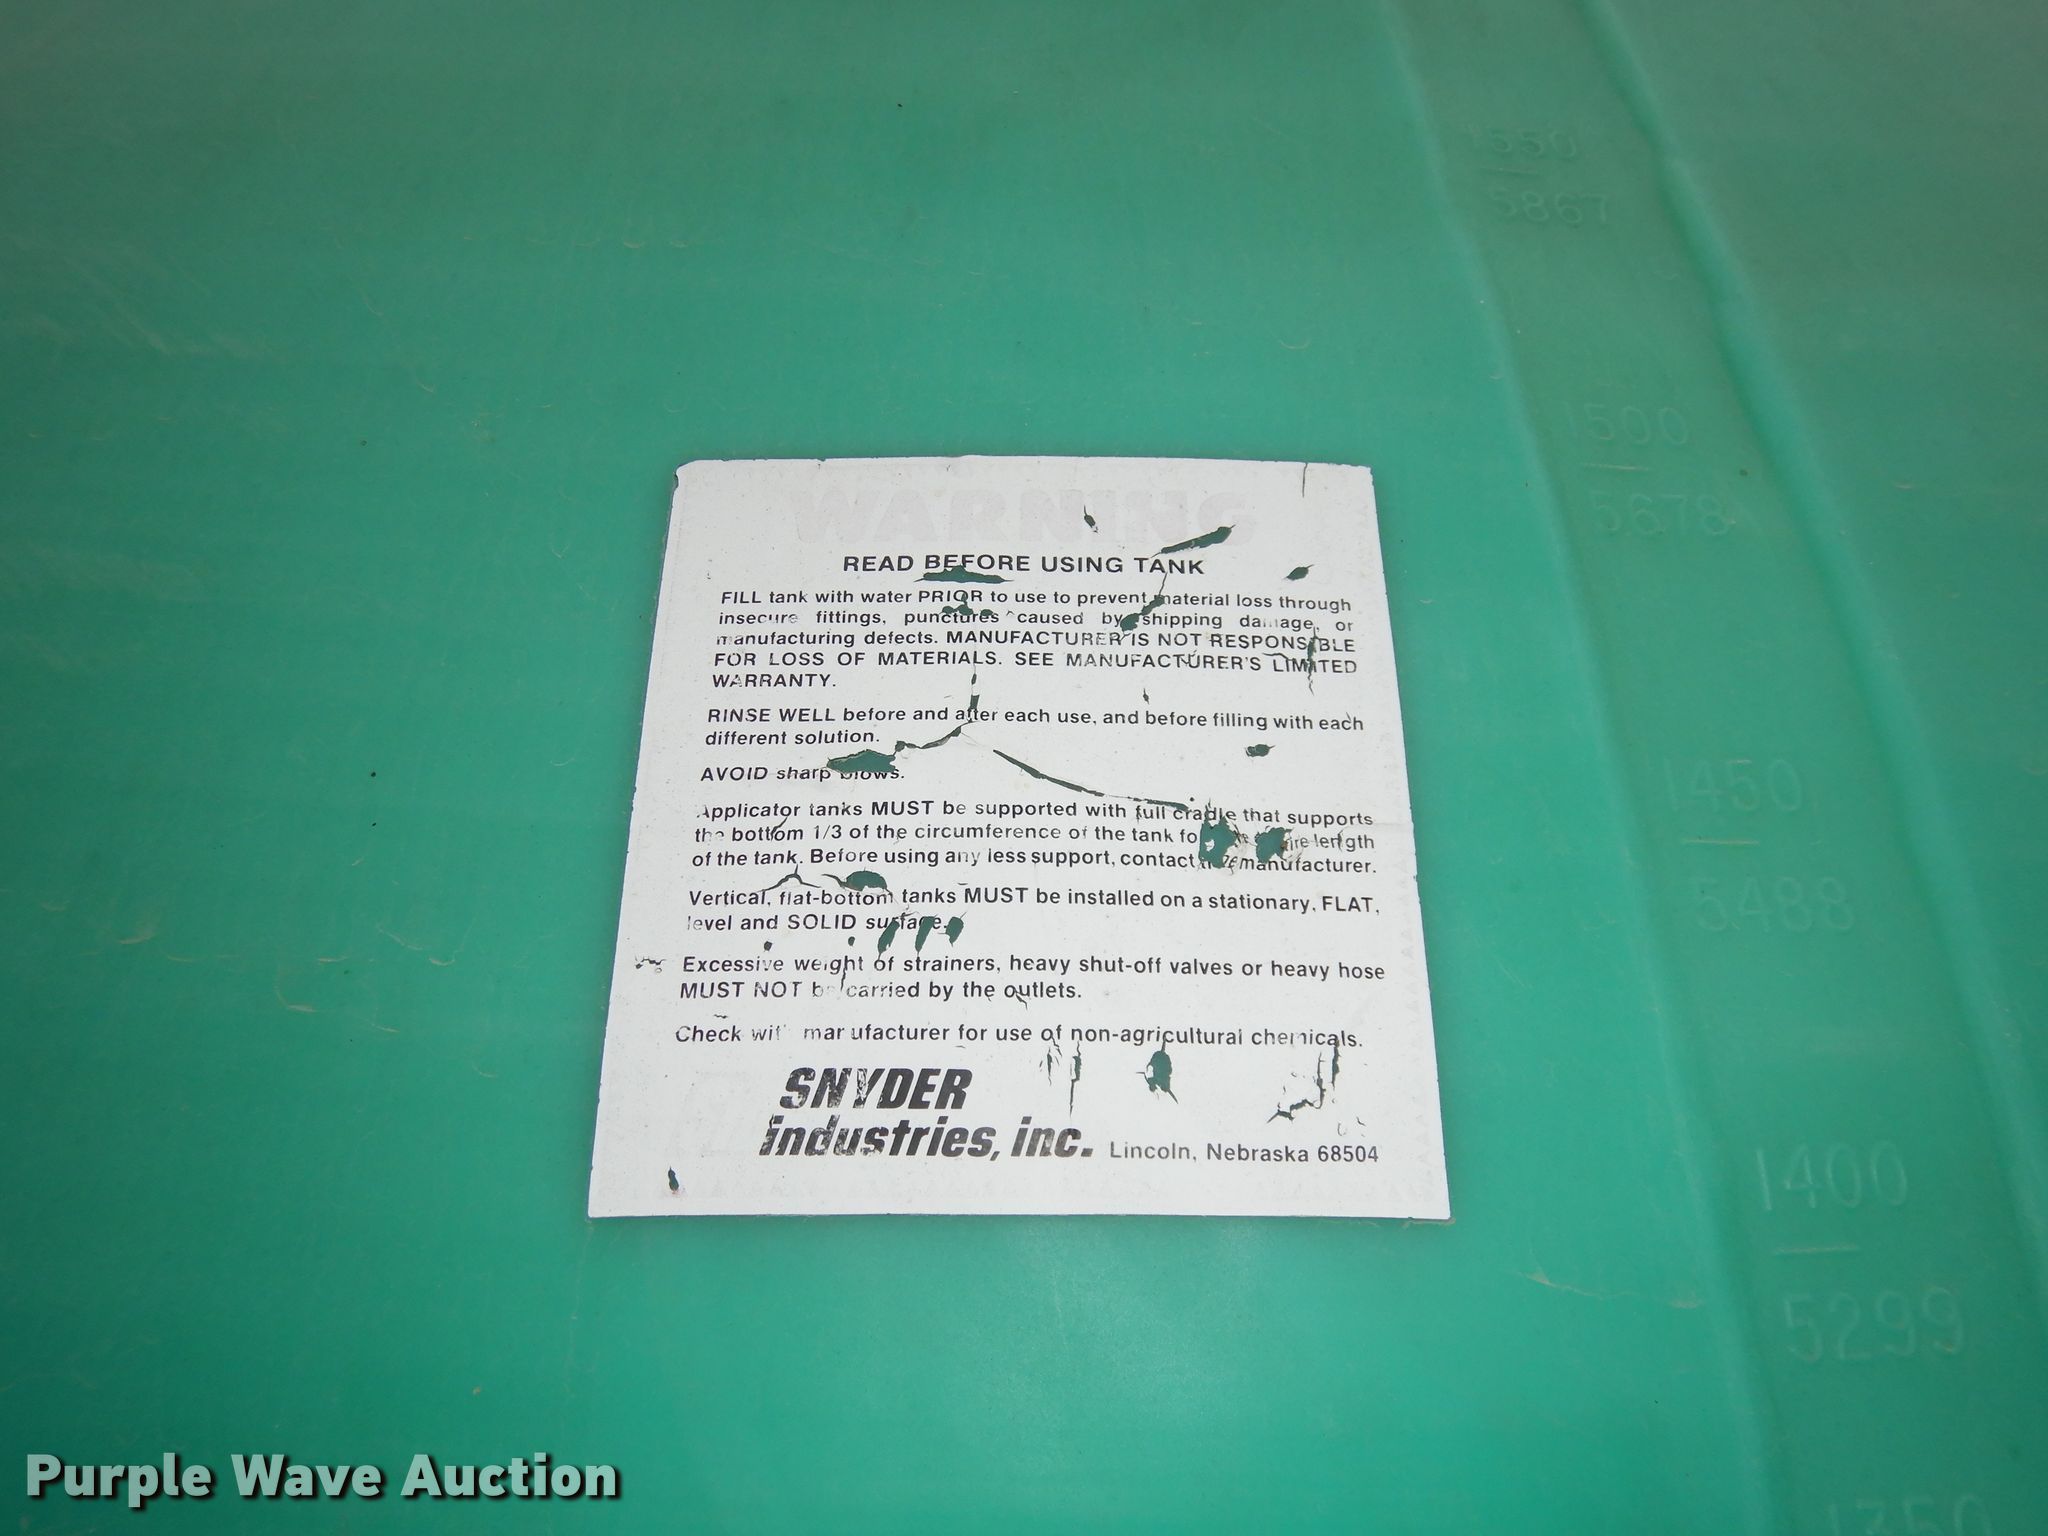 1550
5867
1500
5678
WARNING
READ BEFORE USING TANK
FILL tank with water PRIOR to use to prevent material loss through
insecure fittings, punctures caused by shipping damage, or
manufacturing defects. MANUFACTURER IS NOT RESPONSIBLE
FOR LOSS OF MATERIALS. SEE MANUFACTURER'S LIMITED
WARRANTY.
RINSE WELL before and after each use, and before filling with each
different solution.
AVOID sharp blows.
Applicator tanks MUST be supported with full cradle that supports
the bottom 1/3 of the circumference of the tank length
of the tank. Before using any less support, contact manufacturer.
Vertical, flat-bottom tanks MUST be installed on a stationary, FLAT,
level and SOLID surface.
Excessive weight of strainers, heavy shut-off valves or heavy hose
MUST NOT be carried by the outlets.
Check with manufacturer for use of non-agricultural chemicals.
SNYDER
industries, inc. Lincoln, Nebraska 68504
1450
5488
1400
5299
1350
Purple Wave Auction